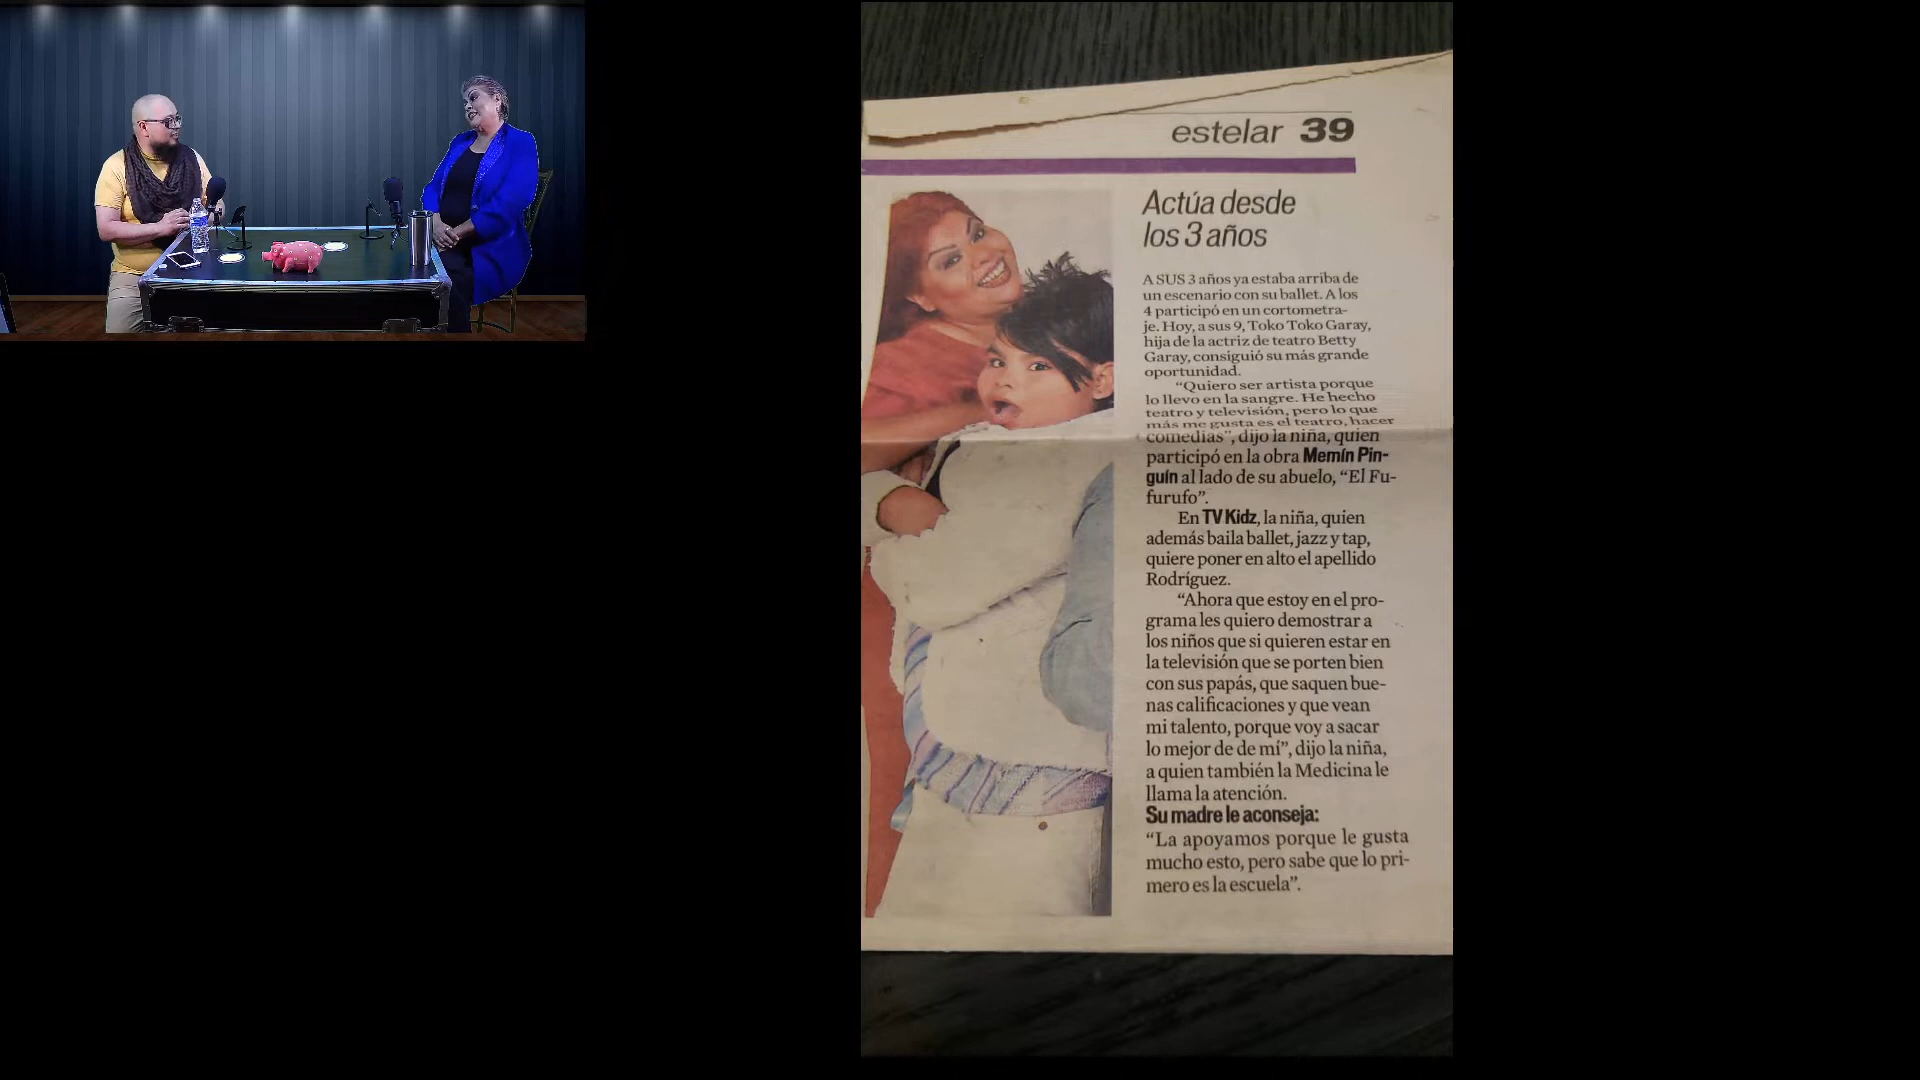 estelar 39
Actúa desde
los 3 años
A SUS 3 años ya estaba arriba de
un escenario con su ballet. A los
4 participó en un cortometra-
je. Hoy, a sus 9, Toko Toko Garay,
hija de la actriz de teatro Betty
Garay, consiguió su más grande
oportunidad.
“Quiero ser artista porque
lo llevo en la sangre. He hecho
teatro y televisión, pero lo que
más me gusta es el teatro, hacer
comedias”, dijo la niña, quien
participó en la obra Memín Pin-
guín al lado de su abuelo, “El Fu-
furufo”.
En TV Kidz, la niña, quien
además baila ballet, jazz y tap,
quiere poner en alto el apellido
Rodríguez.
“Ahora que estoy en el pro-
grama les quiero demostrar a
los niños que si quieren estar en
la televisión que se porten bien
con sus papás, que saquen bue-
nas calificaciones y que vean
mi talento, porque voy a sacar
lo mejor de de mí”, dijo la niña,
a quien también la Medicina le
llama la atención.
Su madre le aconseja:
“La apoyamos porque le gusta
mucho esto, pero sabe que lo pri-
mero es la escuela”.